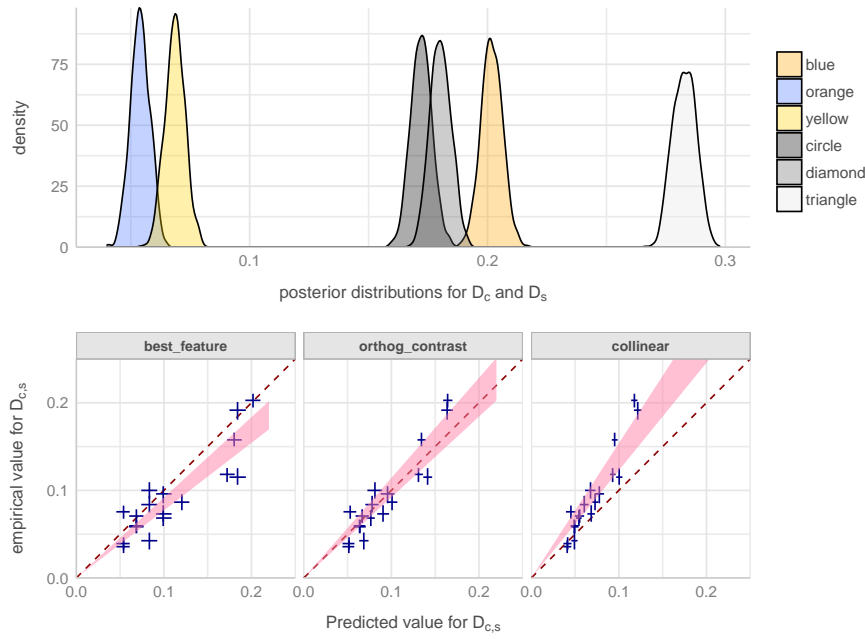 density
75
50
25
0
0.1 0.2 0.3
posterior distributions for D_c and D_s
blue
orange
yellow
circle
diamond
triangle
best_feature orthog_contrast collinear
empirical value for D_c,s
0.2
0.1
0.0
0.0 0.1 0.2 0.0 0.1 0.2 0.0 0.1 0.2
Predicted value for D_c,s